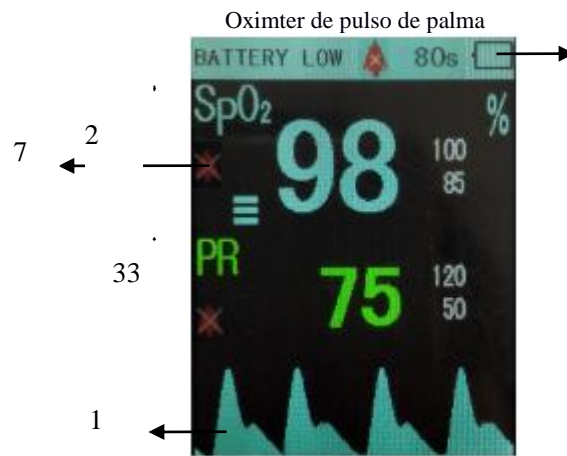 Oximter de pulso de palma
BATTERY LOW 80s
SpO₂ %
98
100
85
7 2
PR
33
75
120
50
1